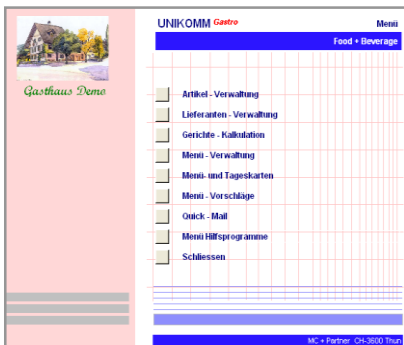 UNIKOMM Gastro Menü
Food + Beverage
Gasthaus Demo
Artikel - Verwaltung
Lieferanten - Verwaltung
Gerichte - Kalkulation
Menü - Verwaltung
Menü- und Tageskarten
Menü - Vorschläge
Quick - Mail
Menü Hilfsprogramme
Schliessen
MC + Partner CH-3600 Thun